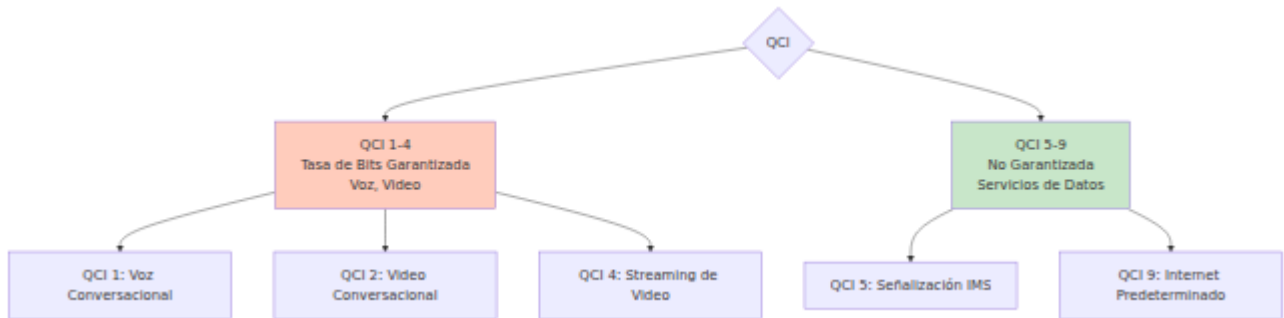 QCI
QCI 1-4
Tasa de Bits Garantizada
Voz, Video
QCI 5-9
No Garantizada
Servicios de Datos
QCI 1: Voz
Conversacional
QCI 2: Video
Conversacional
QCI 4: Streaming de
Video
QCI 5: Señalización IMS
QCI 9: Internet
Predeterminado